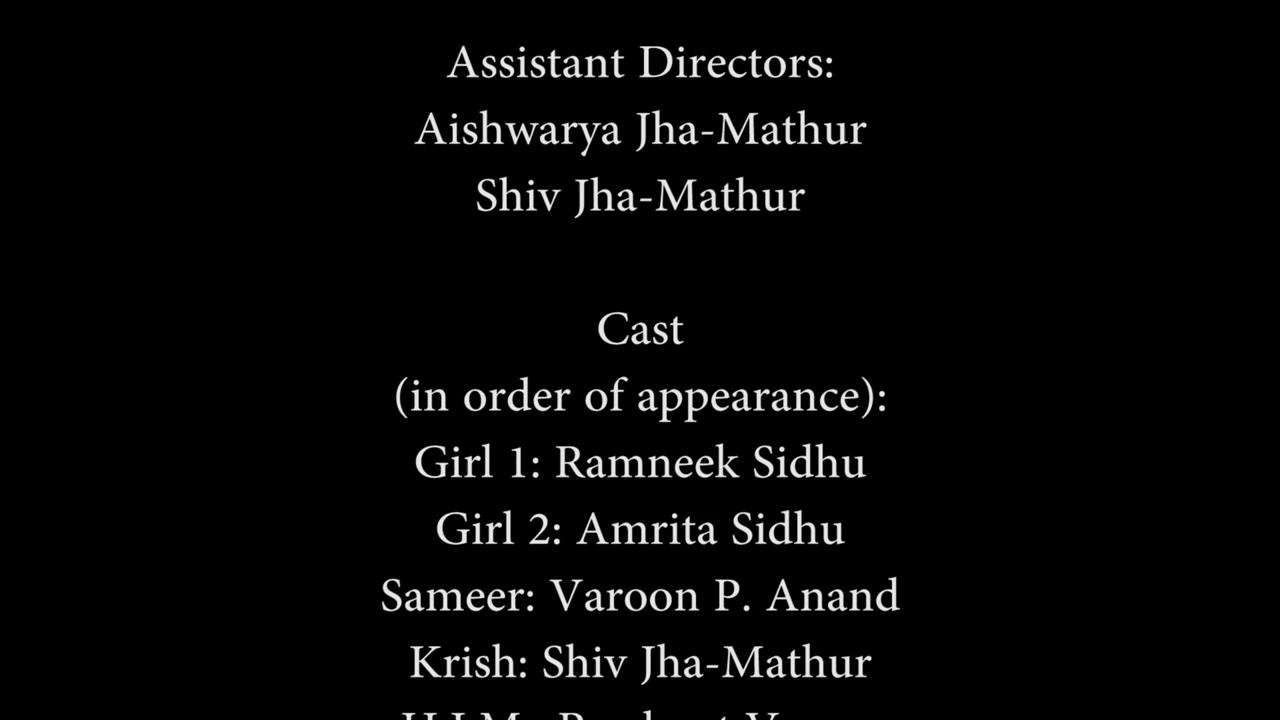 Assistant Directors:
Aishwarya Jha-Mathur
Shiv Jha-Mathur
Cast
(in order of appearance):
Girl 1: Ramneek Sidhu
Girl 2: Amrita Sidhu
Sameer: Varoon P. Anand
Krish: Shiv Jha-Mathur